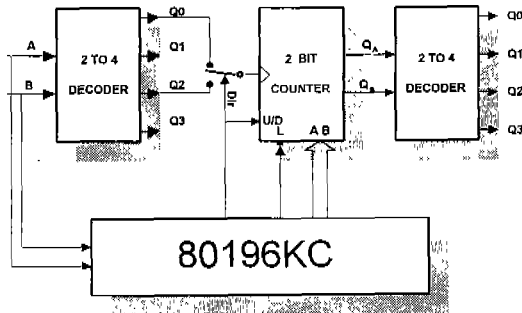 A
B
2 TO 4
DECODER
Q0
Q1
Q2
Q3
Dir
2 BIT
COUNTER
U/D
L
A B
QA
QB
2 TO 4
DECODER
Q0
Q1
Q2
Q3
80196KC